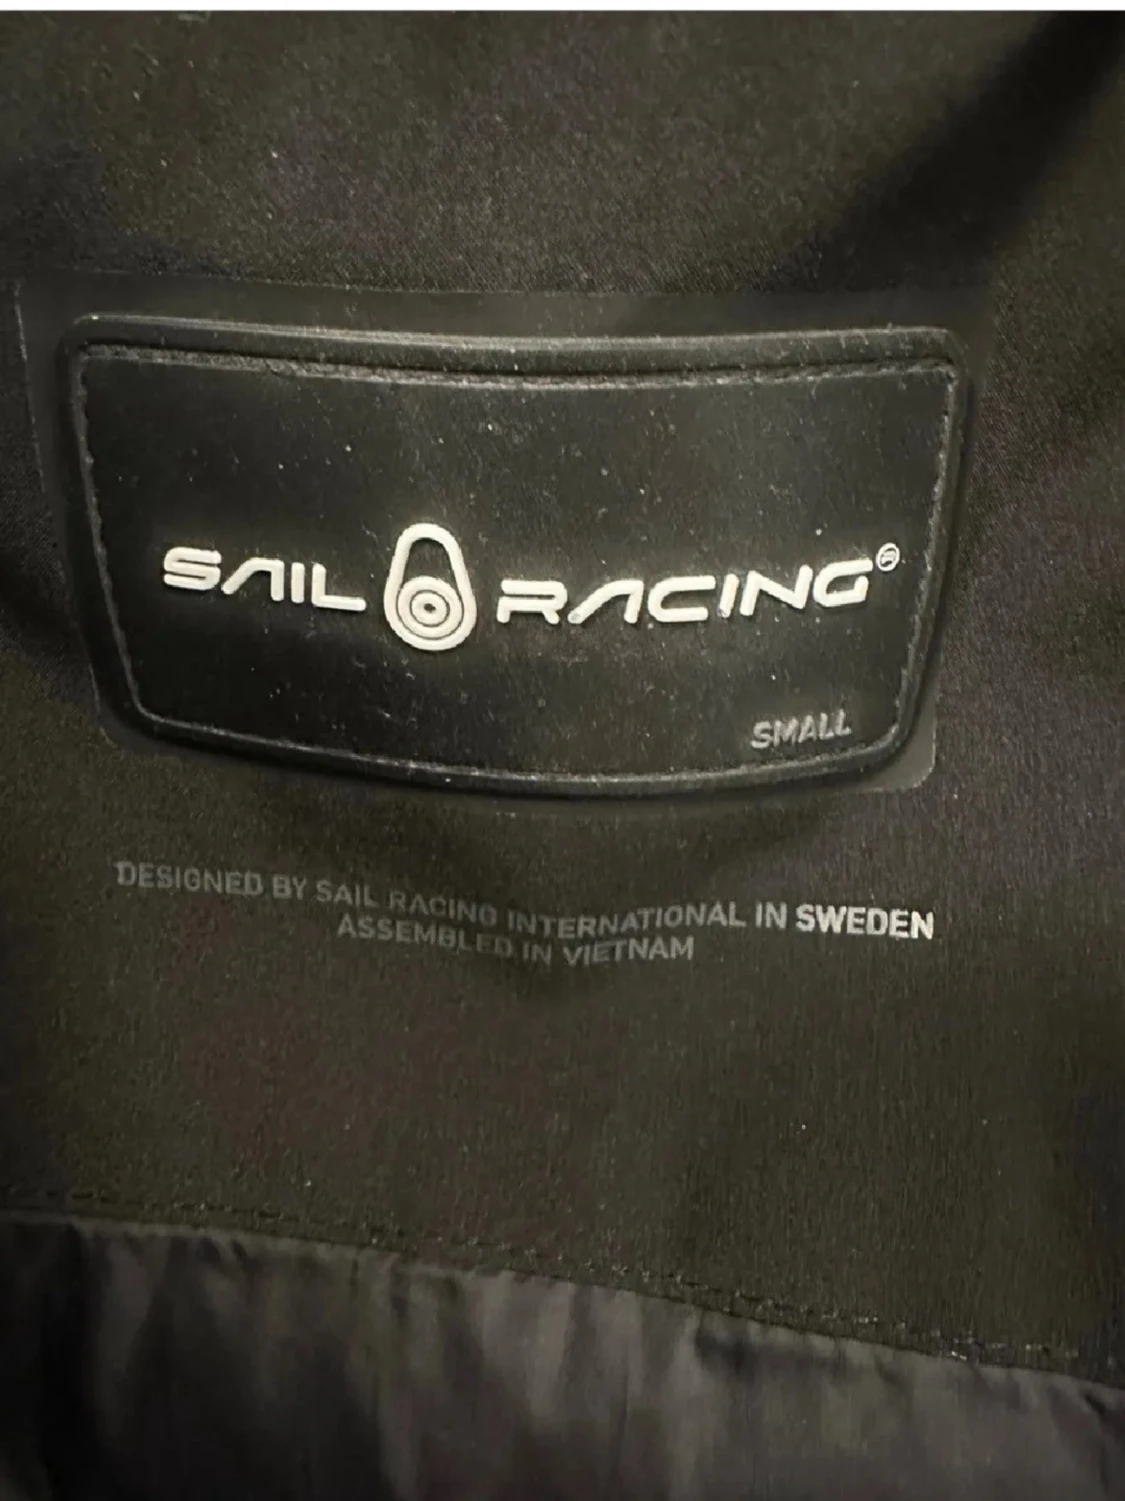 SAIL RACING®
SMALL
DESIGNED BY SAIL RACING INTERNATIONAL IN SWEDEN
ASSEMBLED IN VIETNAM